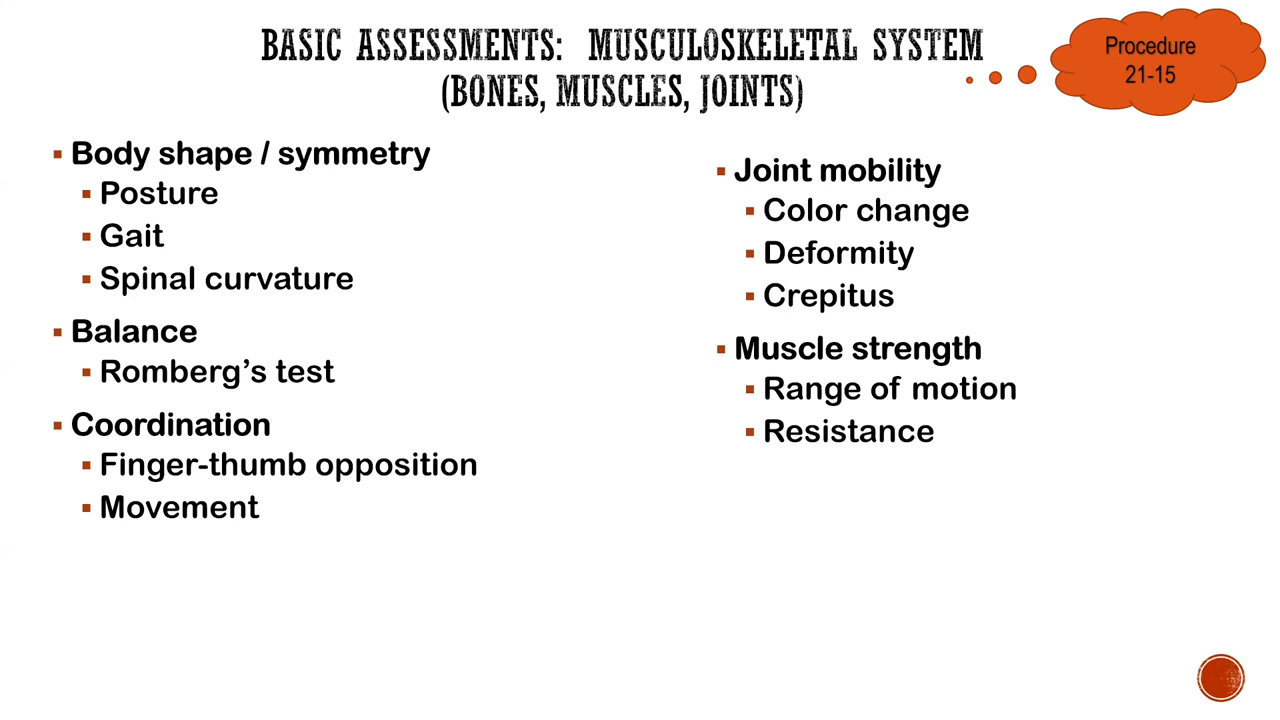 BASIC ASSESSMENTS: MUSCULOSKELETAL SYSTEM
(BONES, MUSCLES, JOINTS)
Procedure
21-15
Body shape / symmetry
Posture
Gait
Spinal curvature
Balance
Romberg’s test
Coordination
Finger-thumb opposition
Movement
Joint mobility
Color change
Deformity
Crepitus
Muscle strength
Range of motion
Resistance